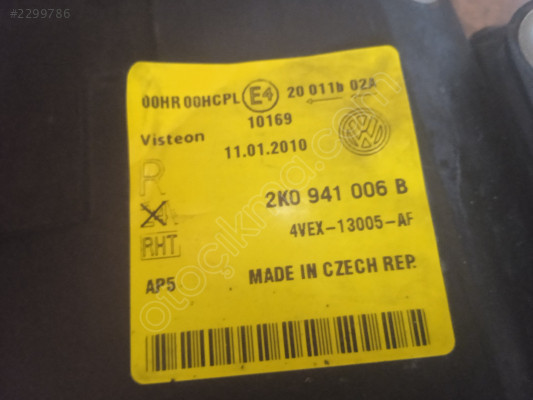 #2299786
00HR 00HCPL E4 20 011b 02A
10169
Visteon
11.01.2010
R
2K0 941 006 B
4VEX-13005-AF
RHT
AP5
MADE IN CZECH REP.
otoçıkma.com